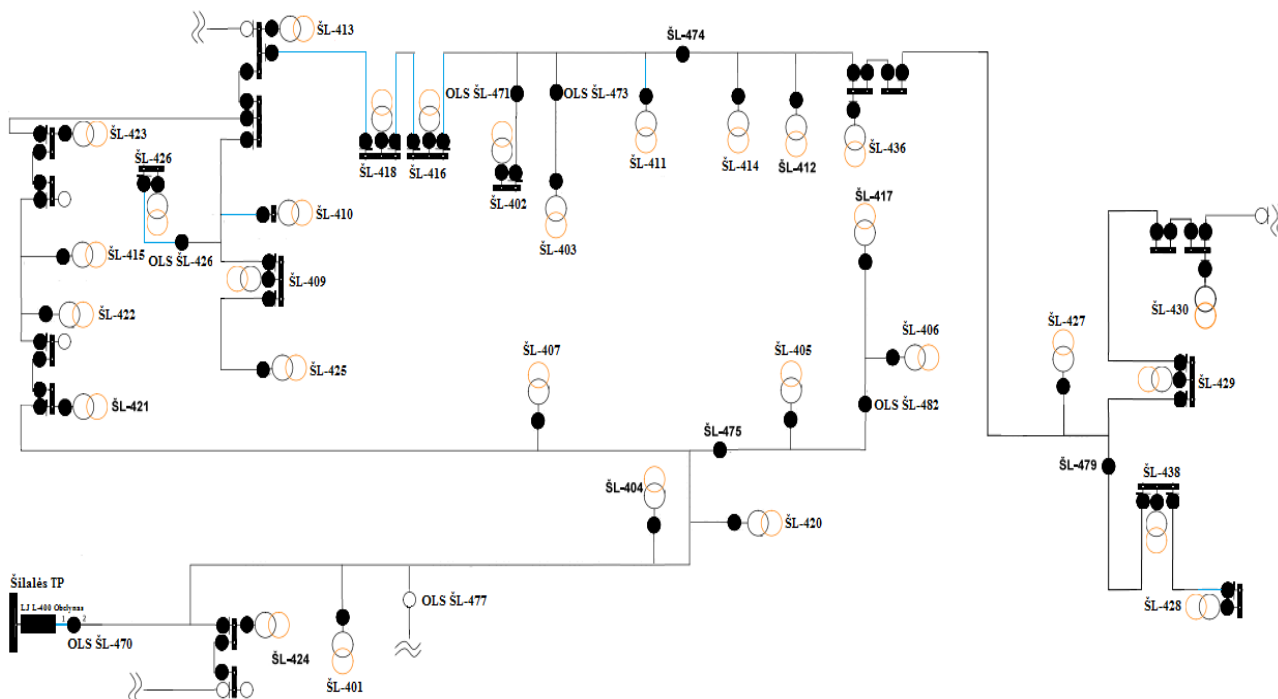 ŠL-413
ŠL-474
OLS ŠL-471
OLS ŠL-473
ŠL-423
ŠL-426
ŠL-418
ŠL-416
ŠL-411
ŠL-414
ŠL-412
ŠL-436
ŠL-402
ŠL-417
ŠL-410
ŠL-403
ŠL-415
OLS ŠL-426
ŠL-409
ŠL-422
ŠL-430
ŠL-427
ŠL-406
ŠL-407
ŠL-405
ŠL-425
ŠL-429
ŠL-421
OLS ŠL-482
ŠL-475
ŠL-479
ŠL-438
ŠL-404
ŠL-420
Šilalės TP
LJ L-400 Obelynas
1 2
OLS ŠL-470
OLS ŠL-477
ŠL-428
ŠL-424
ŠL-401